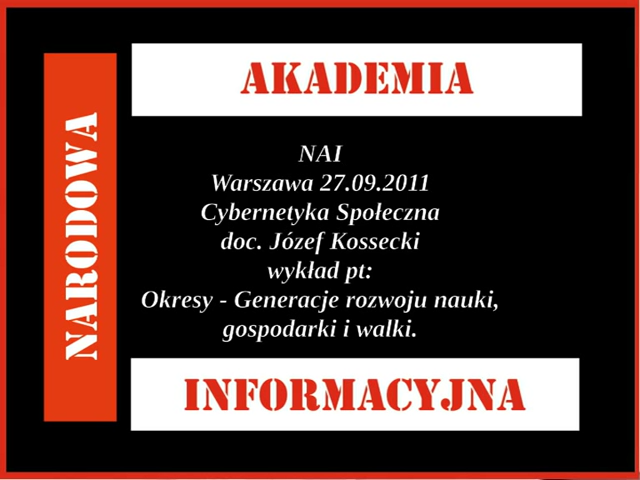 NARODOWA
AKADEMIA
NAI
Warszawa 27.09.2011
Cybernetyka Społeczna
doc. Józef Kossecki
wykład pt:
Okresy - Generacje rozwoju nauki,
gospodarki i walki.
INFORMACYJNA